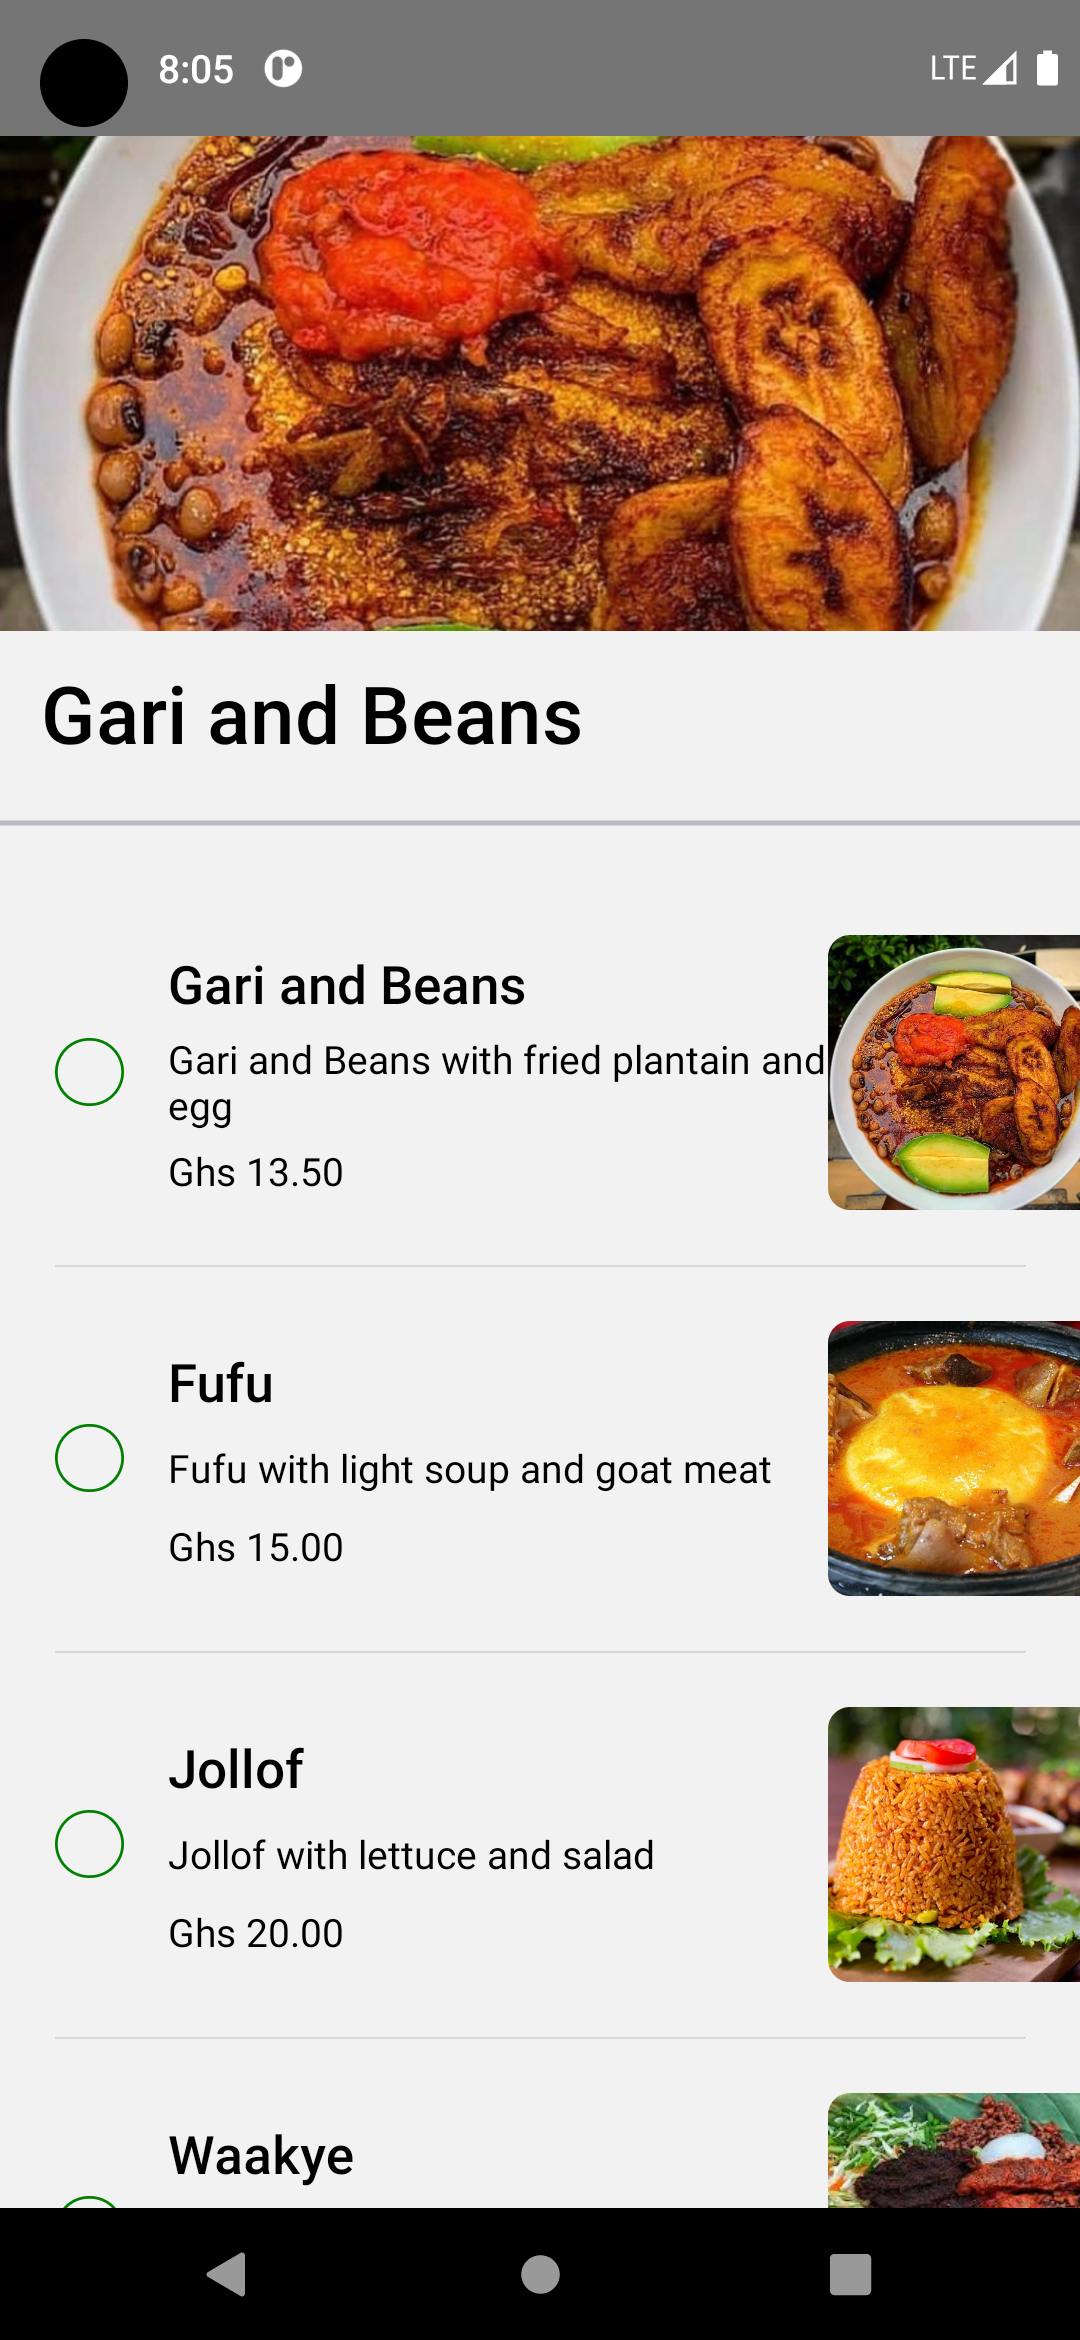 8:05
LTE
Gari and Beans
Gari and Beans
Gari and Beans with fried plantain and
egg
Ghs 13.50
Fufu
Fufu with light soup and goat meat
Ghs 15.00
Jollof
Jollof with lettuce and salad
Ghs 20.00
Waakye